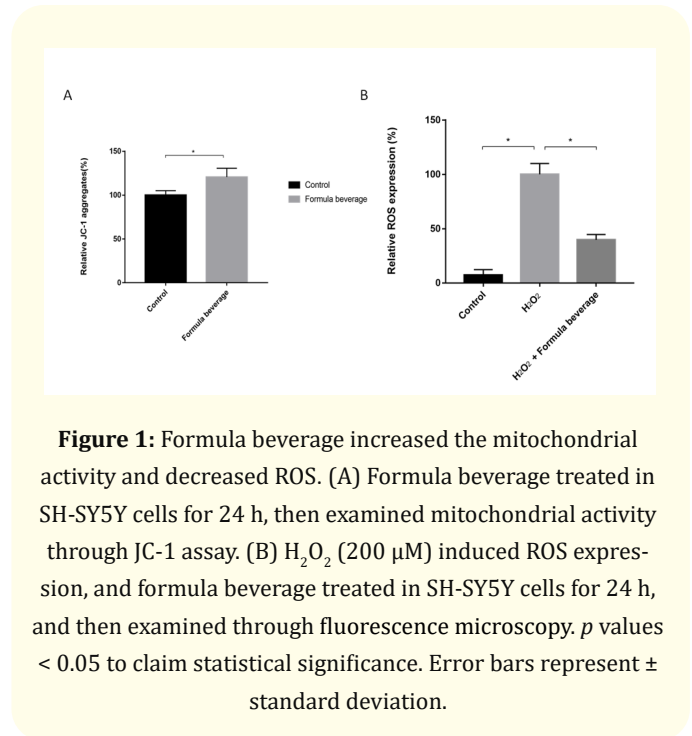 A
B
150
100
50
0
Relative JC-1 aggregates(%)
*
Control
Formula beverage
Control
Formula beverage
150
100
50
0
Relative ROS expression (%)
*
*
Control
H₂O₂
H₂O₂ + Formula beverage
Figure 1: Formula beverage increased the mitochondrial
activity and decreased ROS. (A) Formula beverage treated in
SH-SY5Y cells for 24 h, then examined mitochondrial activity
through JC-1 assay. (B) H₂O₂ (200 μM) induced ROS expres-
sion, and formula beverage treated in SH-SY5Y cells for 24 h,
and then examined through fluorescence microscopy. p values
< 0.05 to claim statistical significance. Error bars represent ±
standard deviation.